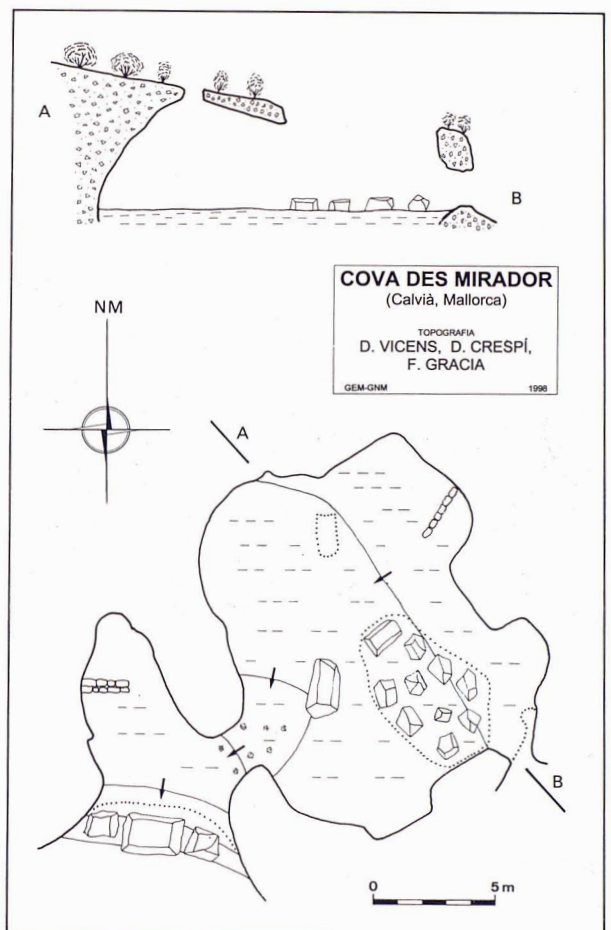 A
B
COVA DES MIRADOR
(Calvià, Mallorca)
TOPOGRAFIA
D. VICENS, D. CRESPÍ,
F. GRACIA
GEM-GNM 1998
NM
A
B
0 5 m